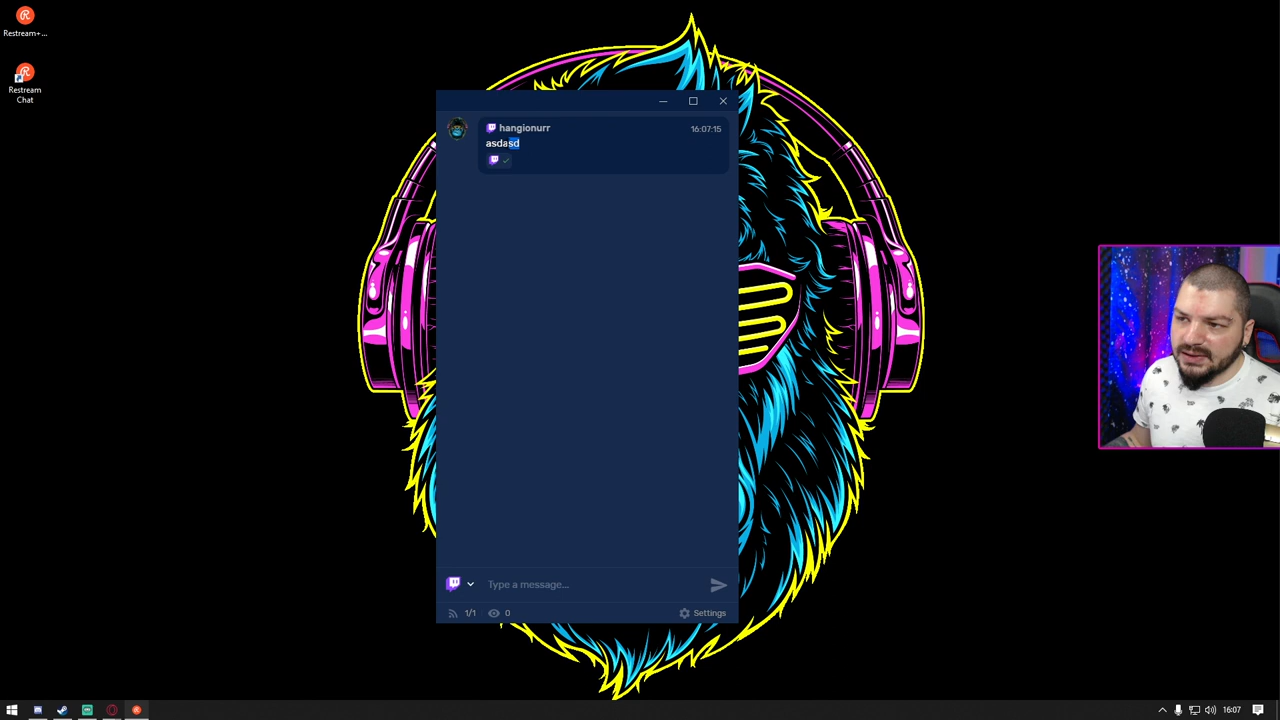 Restream+...
Restream
Chat
hangionurr
16:07:15
asdasd
Type a message...
1/1
0
Settings
16:07